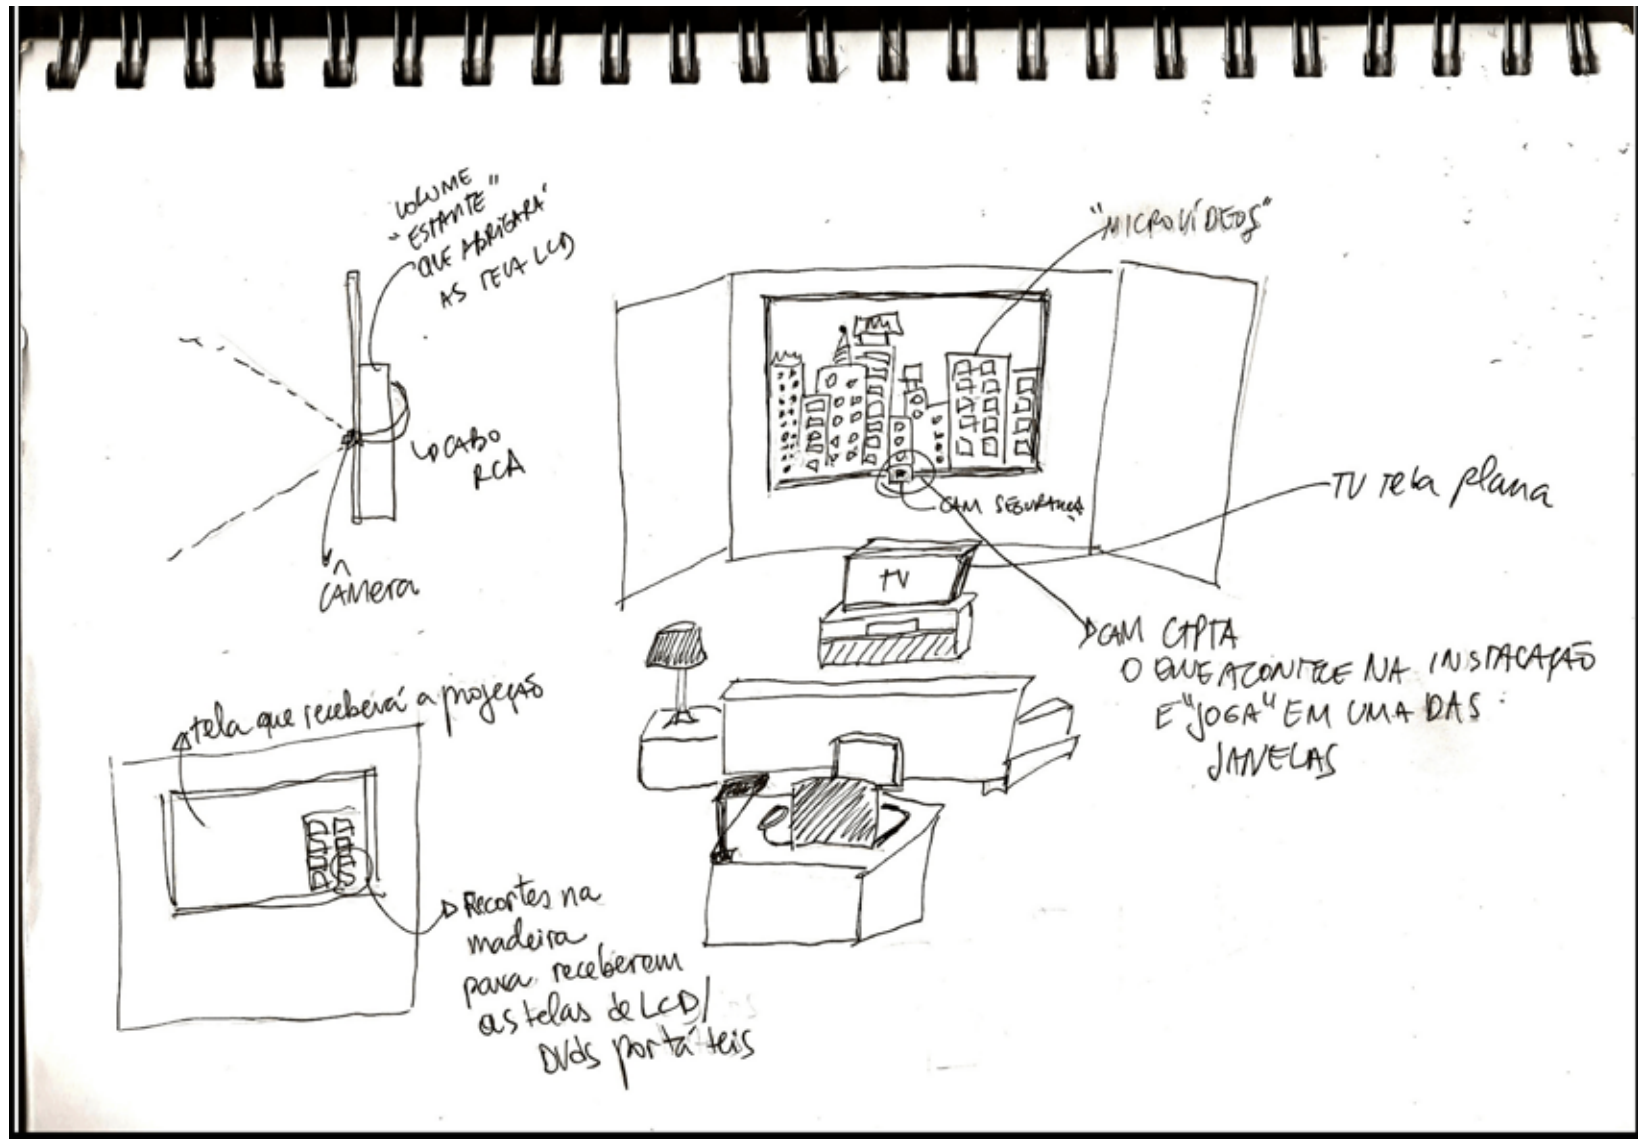 VOLUME
"ESTANTE"
QUE ABRIGARÁ
AS TELA LCD
CABO
RCA
CÂMERA
"MICROVÍDEOS"
CAM SEGURANÇA
TV TELA plana
TV
CAM CAPTA
O QUE ACONTECE NA INSTALAÇÃO
E "JOGA" EM UMA DAS
JANELAS
tela que receberá a projeção
Recortes na
madeira
para receberem
as telas de LCD/
DVDs portáteis